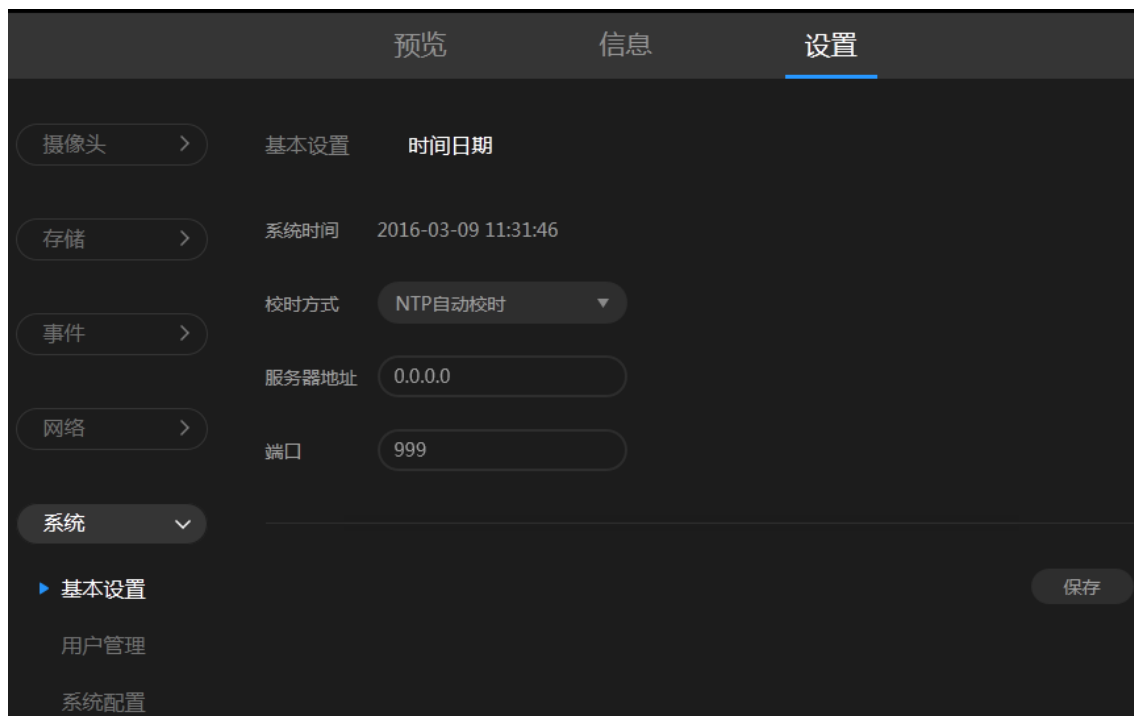 预览 信息 设置
摄像头
基本设置 时间日期
系统时间 2016-03-09 11:31:46
存储
校时方式 NTP自动校时
事件
服务器地址 0.0.0.0
网络
端口 999
系统
基本设置
保存
用户管理
系统配置